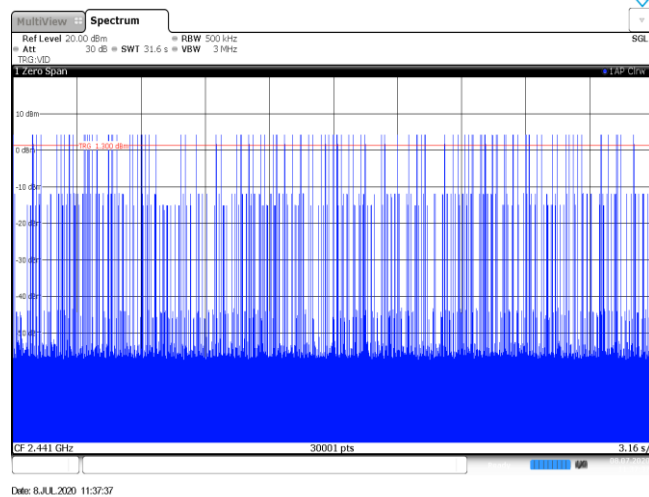 MultiView Spectrum
Ref Level 20.00 dBm RBW 500 kHz SGL
Att 30 dB SWT 31.6 s VBW 3 MHz
TRG:VID
1 Zero Span 1AP Clrw
10 dBm
TRG 1.300 dBm
0 dBm
-10 dBm
-20 dBm
-30 dBm
-40 dBm
CF 2.441 GHz 30001 pts 3.16 s/
Date: 8.JUL.2020 11:37:37